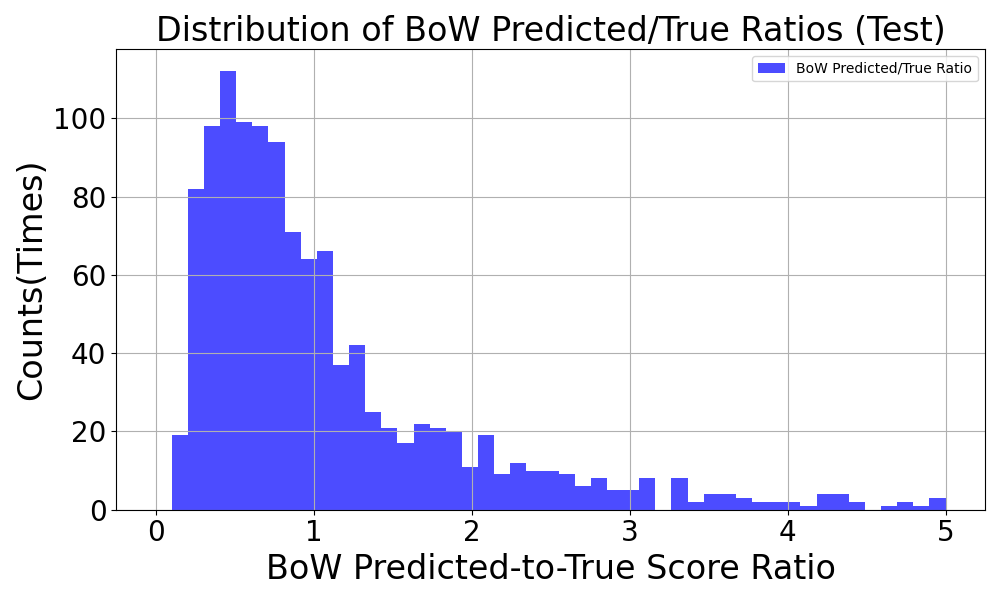 Distribution of BoW Predicted/True Ratios (Test)
BoW Predicted/True Ratio
Counts(Times)
100
80
60
40
20
0
0 1 2 3 4 5
BoW Predicted-to-True Score Ratio